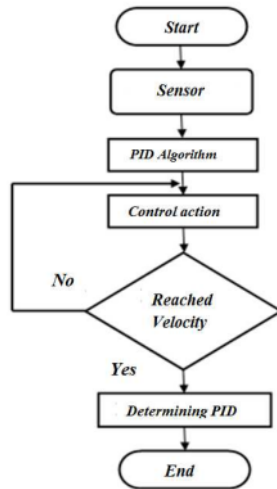 Start
Sensor
PID Algorithm
Control action
No
Reached
Velocity
Yes
Determining PID
End